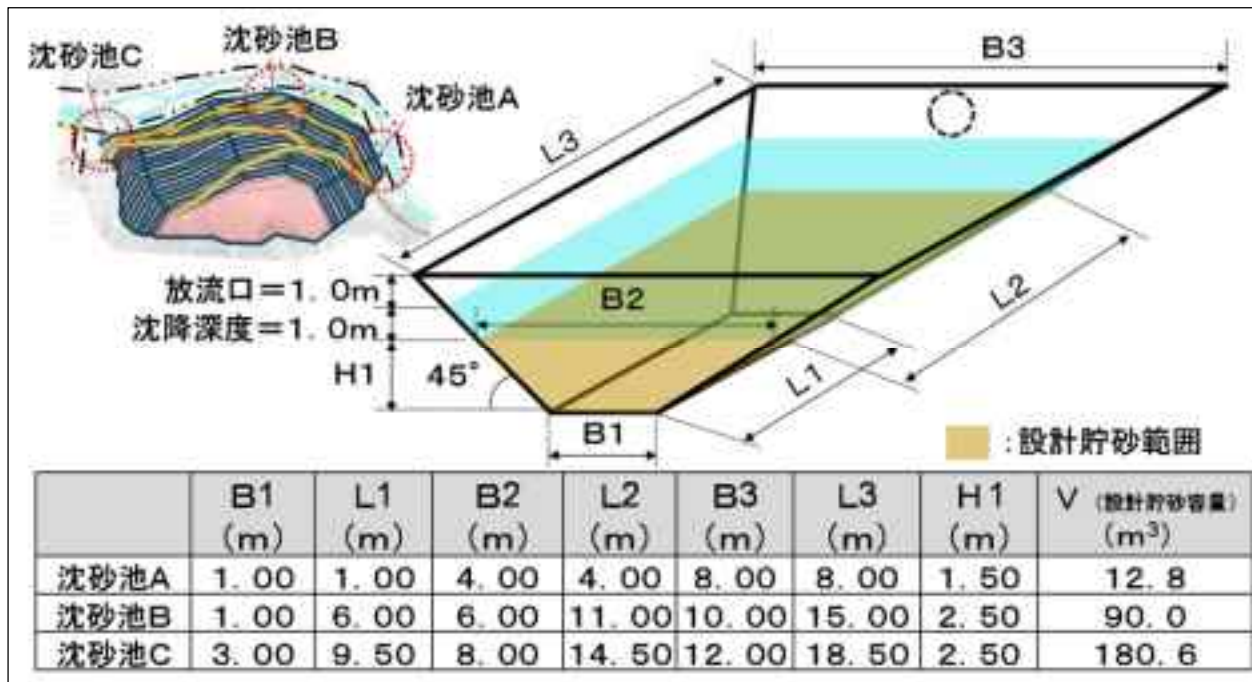 沈砂池B
沈砂池C
沈砂池A
B3
L3
放流口=1.0m
B2
L2
沈降深度=1.0m
H1
45°
L1
B1
:設計貯砂範囲
B1 L1 B2 L2 B3 L3 H1 V (設計貯砂容量)
(m) (m) (m) (m) (m) (m) (m) (m³)
沈砂池A 1.00 1.00 4.00 4.00 8.00 8.00 1.50 12.8
沈砂池B 1.00 6.00 6.00 11.00 10.00 15.00 2.50 90.0
沈砂池C 3.00 9.50 8.00 14.50 12.00 18.50 2.50 180.6